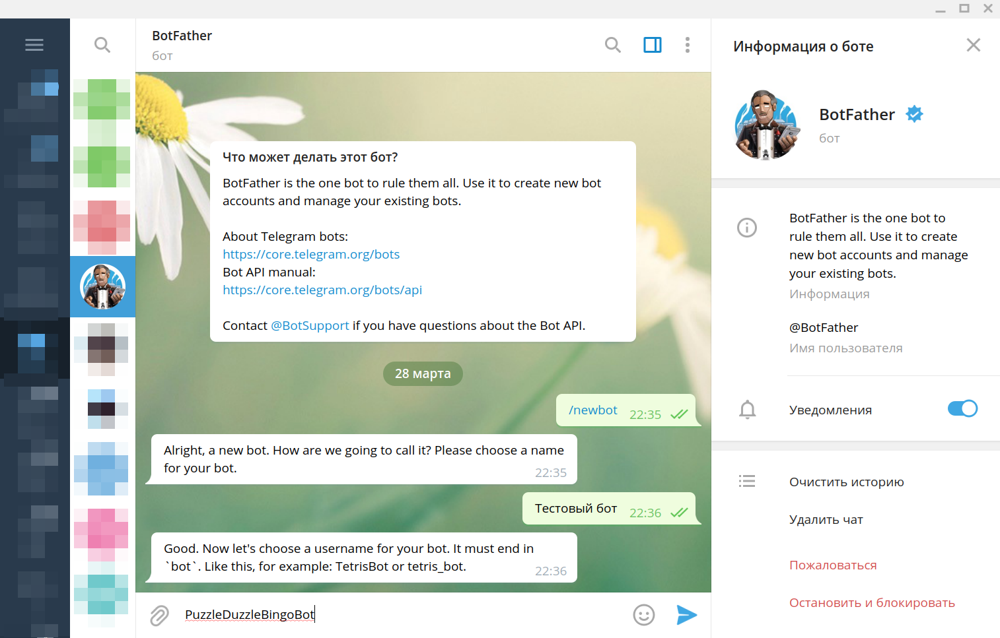 BotFather
бот
Что может делать этот бот?
BotFather is the one bot to rule them all. Use it to create new bot
accounts and manage your existing bots.
About Telegram bots:
https://core.telegram.org/bots
Bot API manual:
https://core.telegram.org/bots/api
Contact @BotSupport if you have questions about the Bot API.
28 марта
/newbot 22:35
Alright, a new bot. How are we going to call it? Please choose a name
for your bot.
22:35
Тестовый бот 22:36
Good. Now let's choose a username for your bot. It must end in
`bot`. Like this, for example: TetrisBot or tetris_bot.
22:36
PuzzleDuzzleBingoBot
Информация о боте
BotFather
бот
BotFather is the one bot to
rule them all. Use it to create
new bot accounts and manage
your existing bots.
Информация
@BotFather
Имя пользователя
Уведомления
Очистить историю
Удалить чат
Пожаловаться
Остановить и блокировать